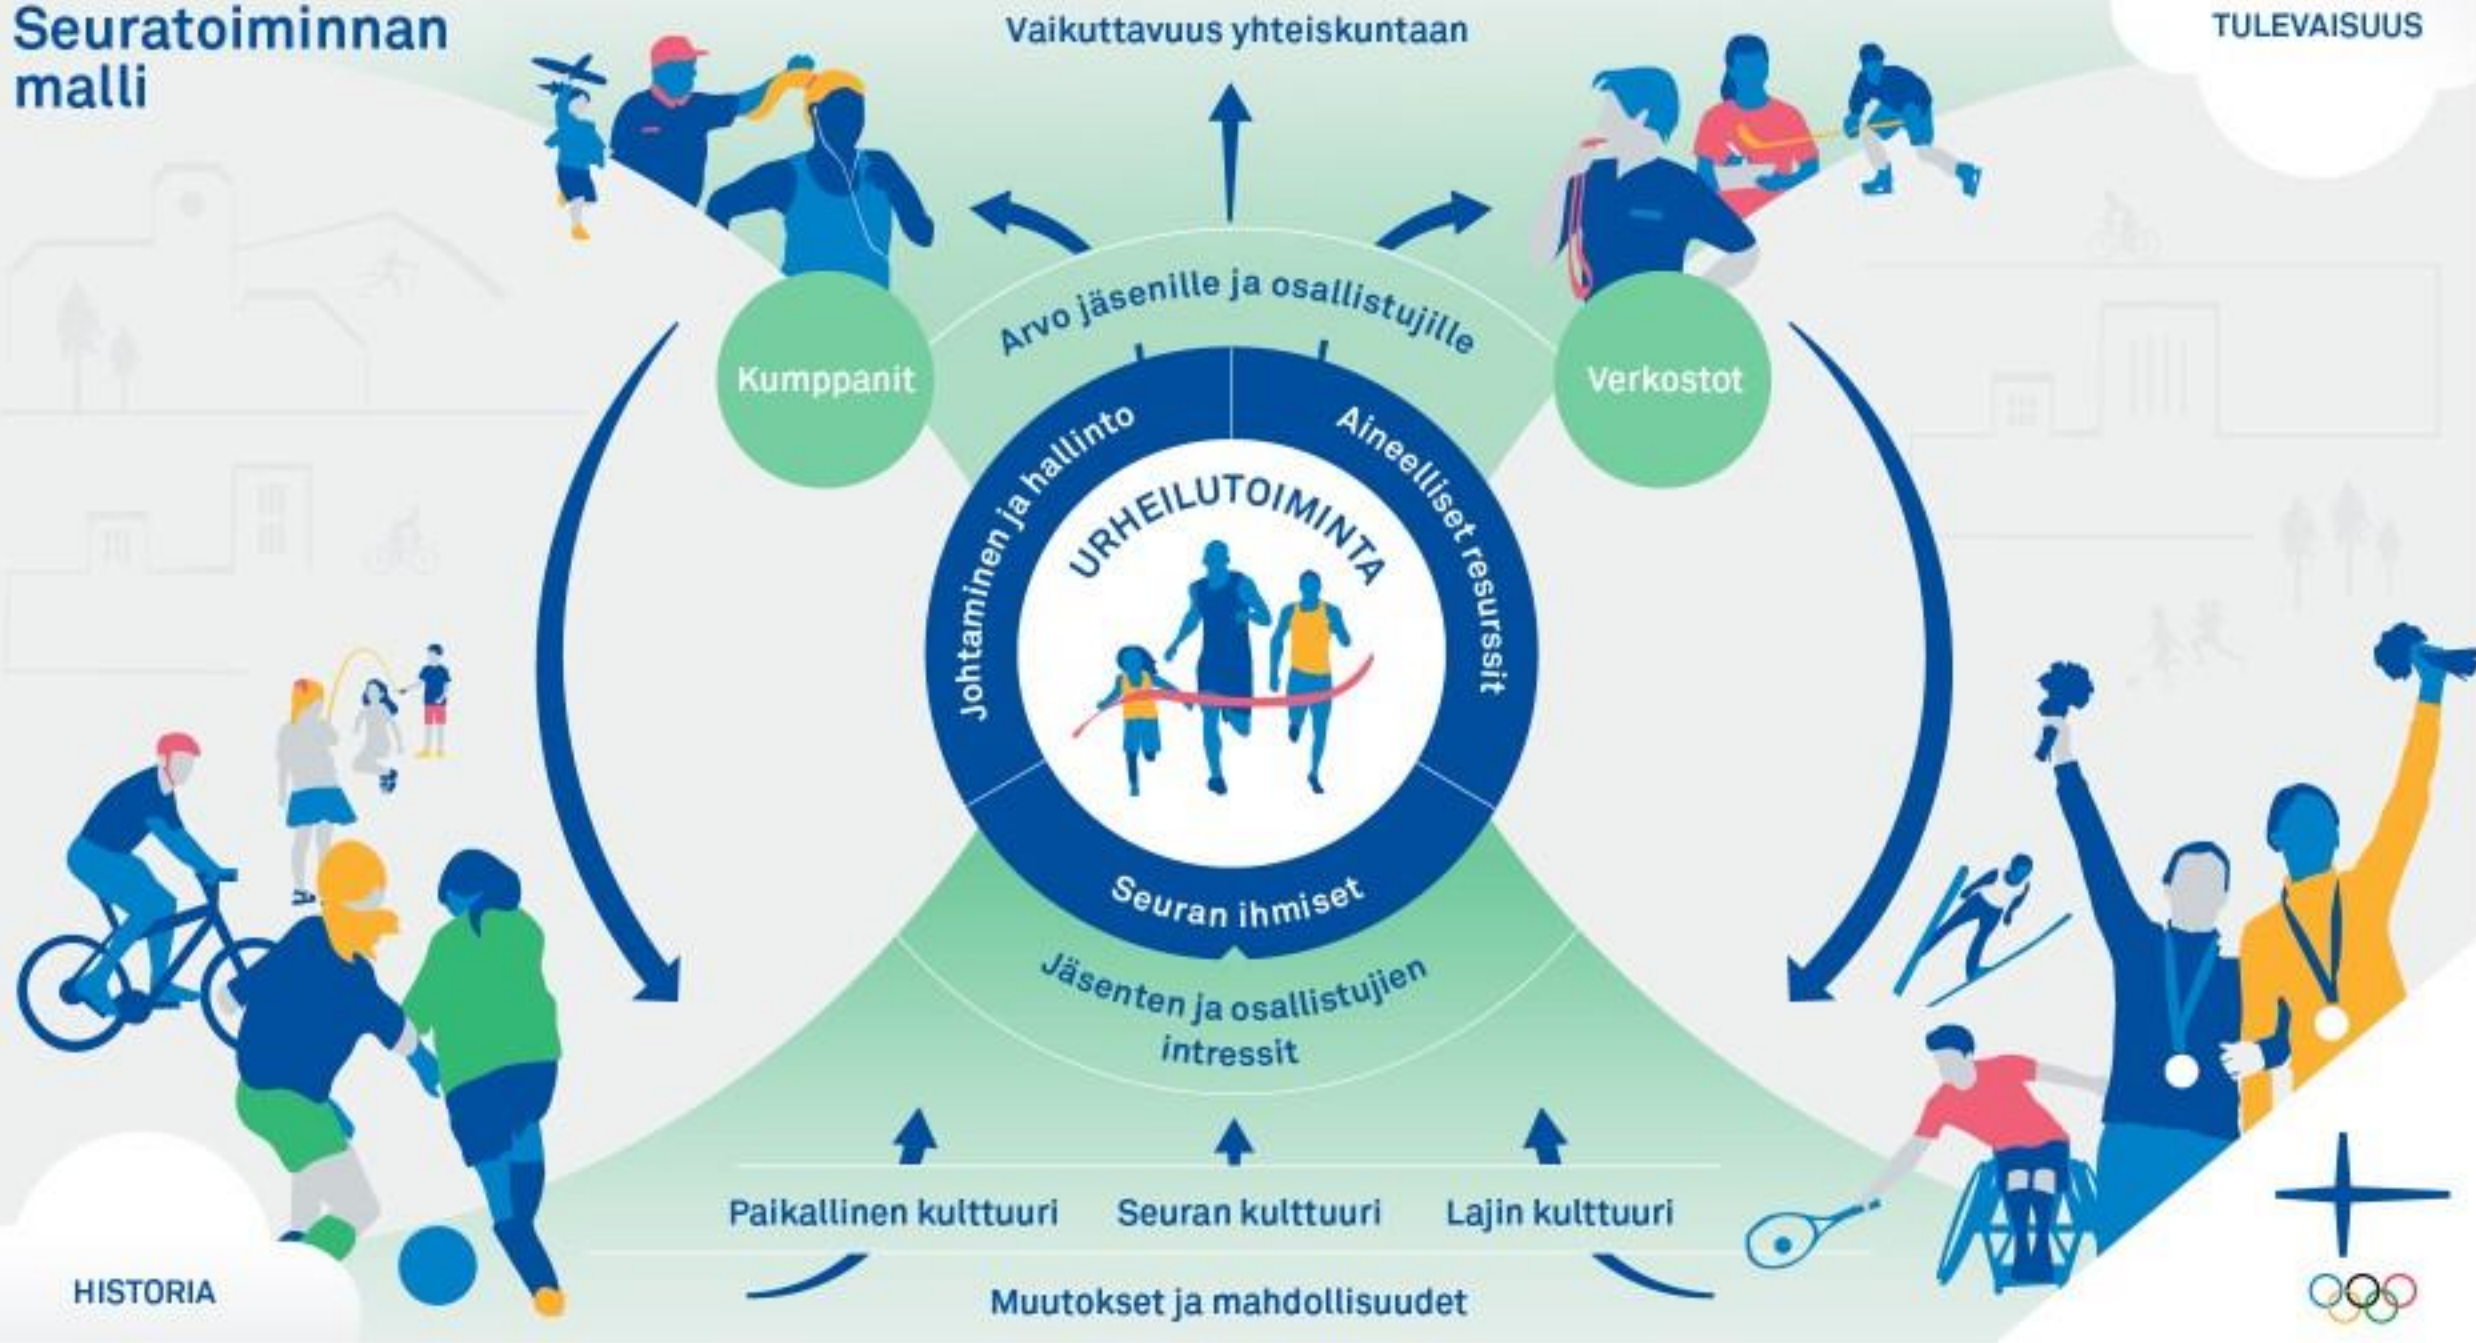 Seuratoiminnan
malli
Vaikuttavuus yhteiskuntaan
TULEVAISUUS
Arvo jäsenille ja osallistujille
Kumppanit
Verkostot
Johtaminen ja hallinto
Aineelliset resurssit
URHEILUTOIMINTA
Seuran ihmiset
Jäsenten ja osallistujien
intressit
Paikallinen kulttuuri
Seuran kulttuuri
Lajin kulttuuri
HISTORIA
Muutokset ja mahdollisuudet